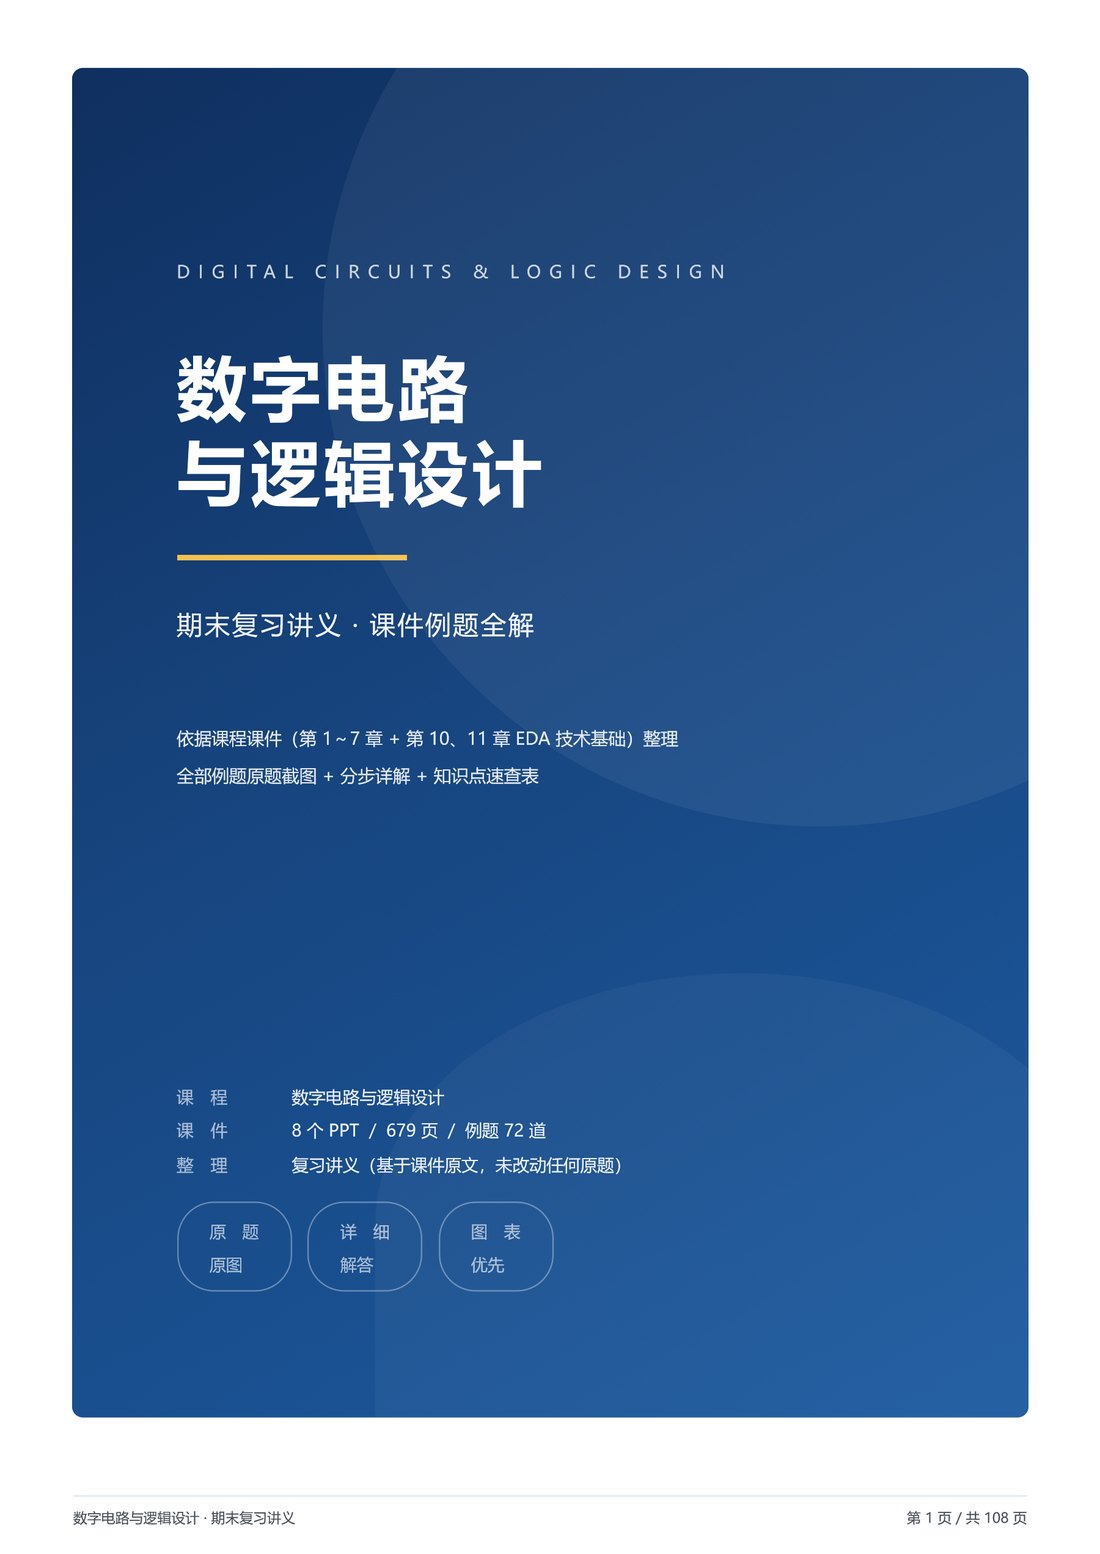 DIGITAL CIRCUITS & LOGIC DESIGN
数字电路
与逻辑设计
期末复习讲义 · 课件例题全解
依据课程课件（第 1~7 章 + 第 10、11 章 EDA 技术基础）整理
全部例题原题截图 + 分步详解 + 知识点速查表
课 程 数字电路与逻辑设计
课 件 8 个 PPT / 679 页 / 例题 72 道
整 理 复习讲义（基于课件原文，未改动任何原题）
原 题 详 细 图 表
原图 解答 优先
数字电路与逻辑设计 · 期末复习讲义 第 1 页 / 共 108 页